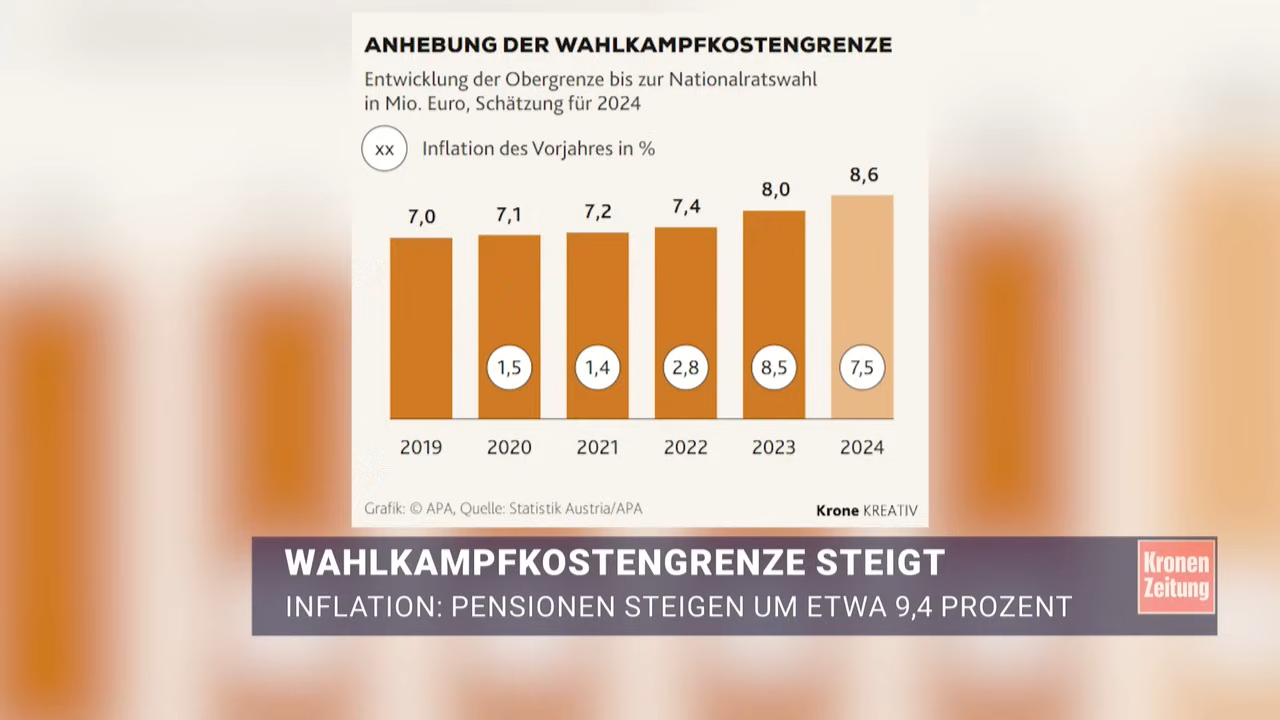 ANHEBUNG DER WAHLKAMPFKOSTENGRENZE
Entwicklung der Obergrenze bis zur Nationalratswahl
in Mio. Euro, Schätzung für 2024
xx Inflation des Vorjahres in %
7,0 7,1 7,2 7,4 8,0 8,6
1,5 1,4 2,8 8,5 7,5
2019 2020 2021 2022 2023 2024
Grafik: © APA, Quelle: Statistik Austria/APA
Krone KREATIV
WAHLKAMPFKOSTENGRENZE STEIGT
INFLATION: PENSIONEN STEIGEN UM ETWA 9,4 PROZENT
Kronen
Zeitung